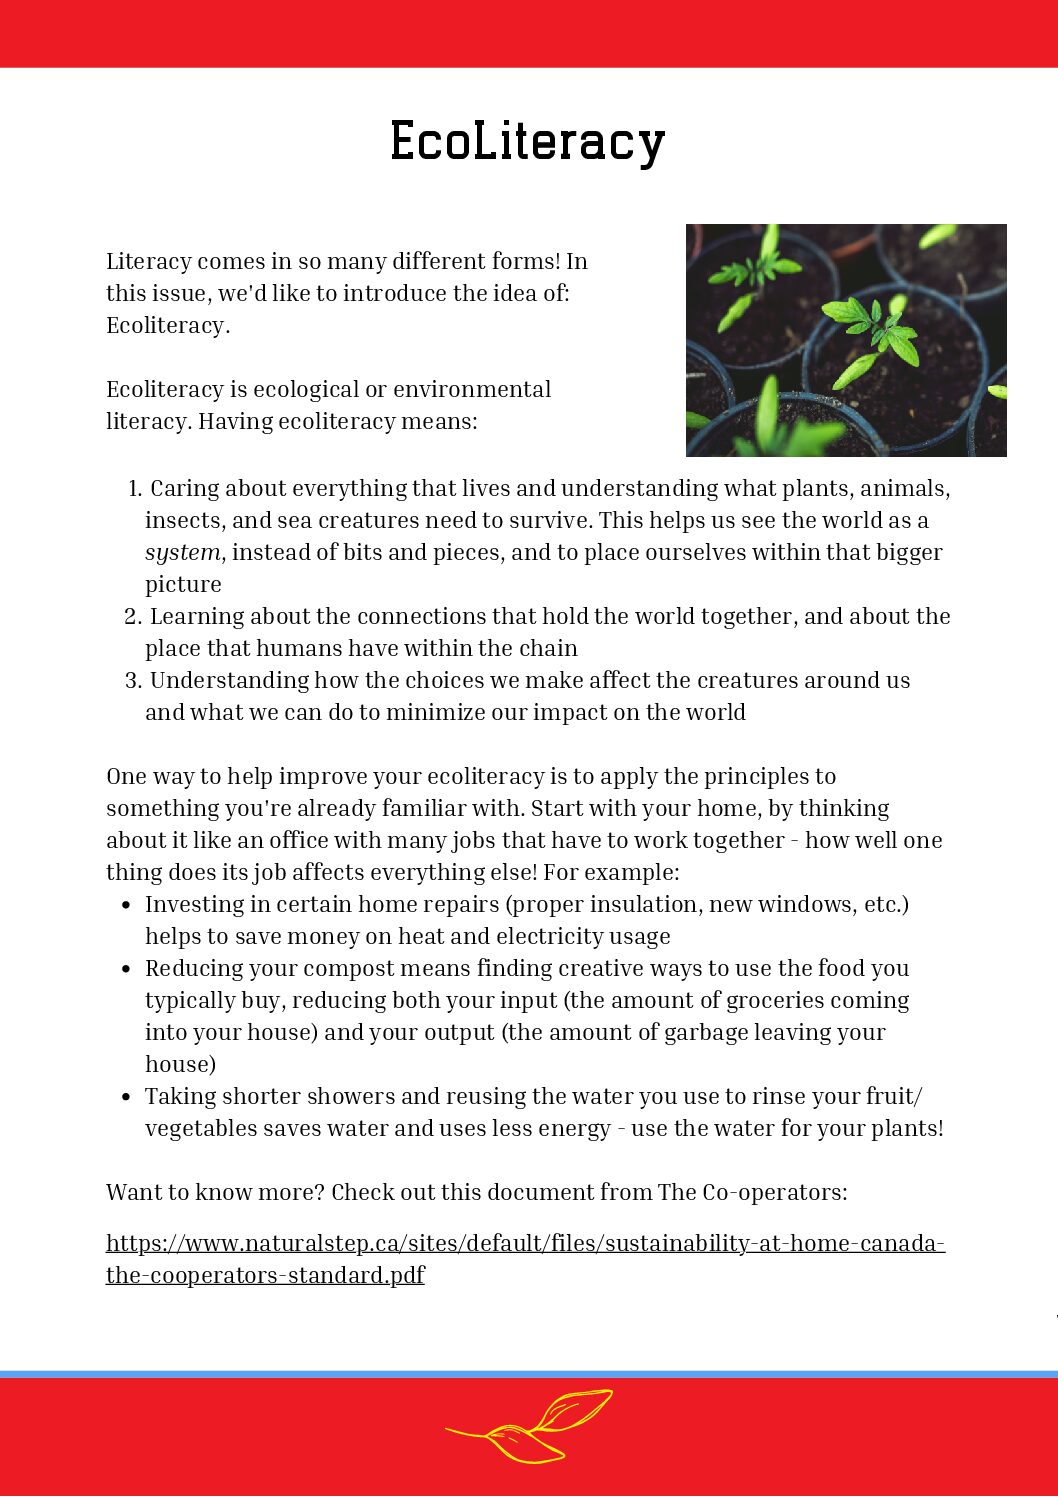 EcoLiteracy
Literacy comes in so many different forms! In
this issue, we'd like to introduce the idea of:
Ecoliteracy.
Ecoliteracy is ecological or environmental
literacy. Having ecoliteracy means:
1. Caring about everything that lives and understanding what plants, animals,
insects, and sea creatures need to survive. This helps us see the world as a
system, instead of bits and pieces, and to place ourselves within that bigger
picture
2. Learning about the connections that hold the world together, and about the
place that humans have within the chain
3. Understanding how the choices we make affect the creatures around us
and what we can do to minimize our impact on the world
One way to help improve your ecoliteracy is to apply the principles to
something you're already familiar with. Start with your home, by thinking
about it like an office with many jobs that have to work together - how well one
thing does its job affects everything else! For example:
• Investing in certain home repairs (proper insulation, new windows, etc.)
helps to save money on heat and electricity usage
• Reducing your compost means finding creative ways to use the food you
typically buy, reducing both your input (the amount of groceries coming
into your house) and your output (the amount of garbage leaving your
house)
• Taking shorter showers and reusing the water you use to rinse your fruit/
vegetables saves water and uses less energy - use the water for your plants!
Want to know more? Check out this document from The Co-operators:
https://www.naturalstep.ca/sites/default/files/sustainability-at-home-canada-
the-cooperators-standard.pdf